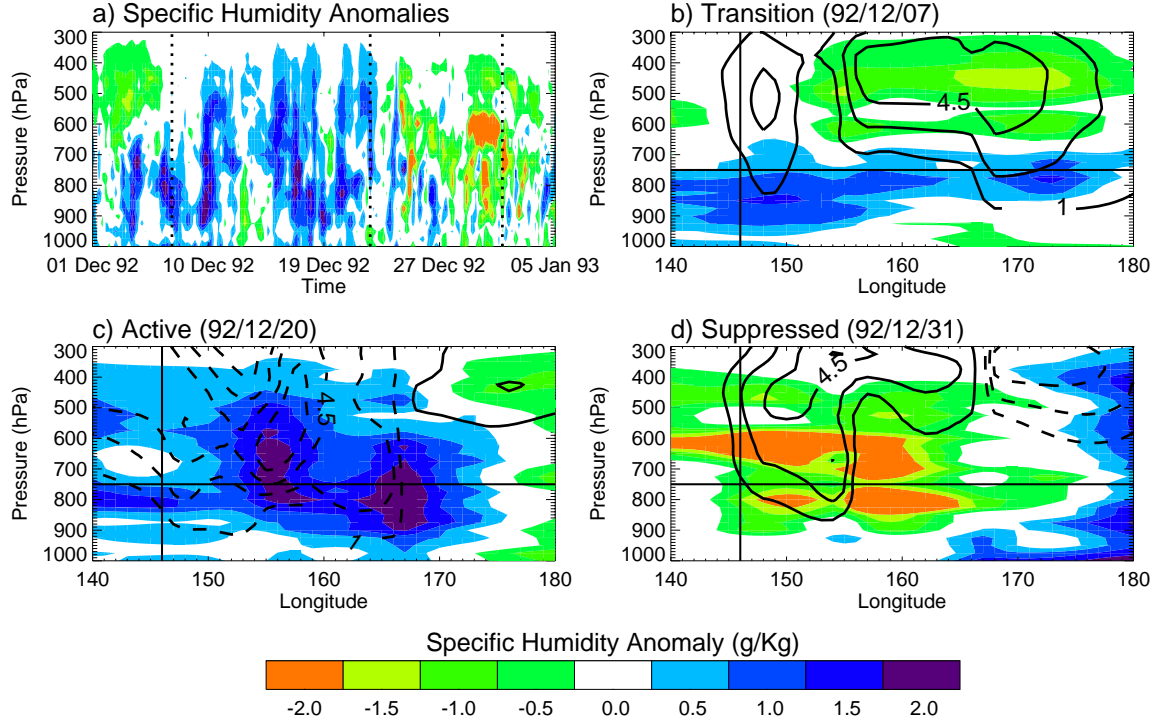 a) Specific Humidity Anomalies
b) Transition (92/12/07)
300
400
500
600
700
800
900
1000
Pressure (hPa)
01 Dec 92 10 Dec 92 19 Dec 92 27 Dec 92 05 Jan 93
Time
300
400
500
600
700
800
900
1000
Pressure (hPa)
4.5
1
140 150 160 170 180
Longitude
c) Active (92/12/20)
d) Suppressed (92/12/31)
300
400
500
600
700
800
900
1000
Pressure (hPa)
4.5
1
140 150 160 170 180
Longitude
300
400
500
600
700
800
900
1000
Pressure (hPa)
4.5
140 150 160 170 180
Longitude
Specific Humidity Anomaly (g/Kg)
-2.0 -1.5 -1.0 -0.5 0.0 0.5 1.0 1.5 2.0